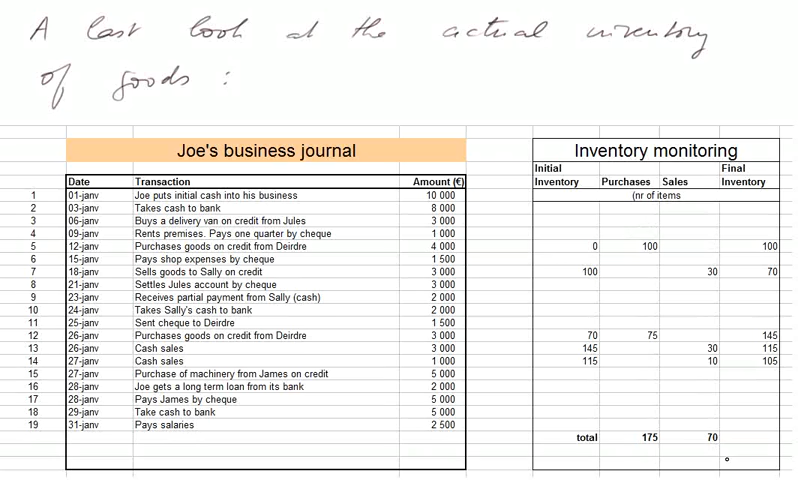 A last look at the actual inventory
of goods :
Joe's business journal
Inventory monitoring
Initial Final
Date Transaction Amount (€) Inventory Purchases Sales Inventory
1 01-janv Joe puts initial cash into his business 10 000 (nr of items
2 03-janv Takes cash to bank 8 000
3 06-janv Buys a delivery van on credit from Jules 3 000
4 09-janv Rents premises. Pays one quarter by cheque 1 000
5 12-janv Purchases goods on credit from Deirdre 4 000 0 100 100
6 15-janv Pays shop expenses by cheque 1 500
7 18-janv Sells goods to Sally on credit 3 000 100 30 70
8 21-janv Settles Jules account by cheque 3 000
9 23-janv Receives partial payment from Sally (cash) 2 000
10 24-janv Takes Sally's cash to bank 2 000
11 25-janv Sent cheque to Deirdre 1 500
12 26-janv Purchases goods on credit from Deirdre 3 000 70 75 145
13 26-janv Cash sales 3 000 145 30 115
14 27-janv Cash sales 1 000 115 10 105
15 27-janv Purchase of machinery from James on credit 5 000
16 28-janv Joe gets a long term loan from its bank 2 000
17 28-janv Pays James by cheque 5 000
18 29-janv Take cash to bank 5 000
19 31-janv Pays salaries 2 500
total 175 70